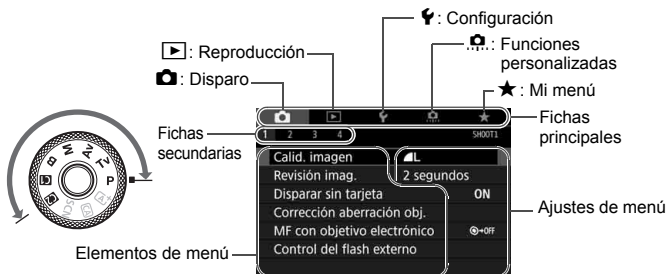 : Configuración
: Reproducción
: Funciones personalizadas
: Disparo
: Mi menú
Fichas principales
Fichas secundarias
1 2 3 4 SHOOT1
Calid. imagen L
Revisión imag. 2 segundos
Disparar sin tarjeta ON
Corrección aberración obj.
MF con objetivo electrónico OFF
Control del flash externo
Ajustes de menú
Elementos de menú
B M Av Tv P
SCN A+